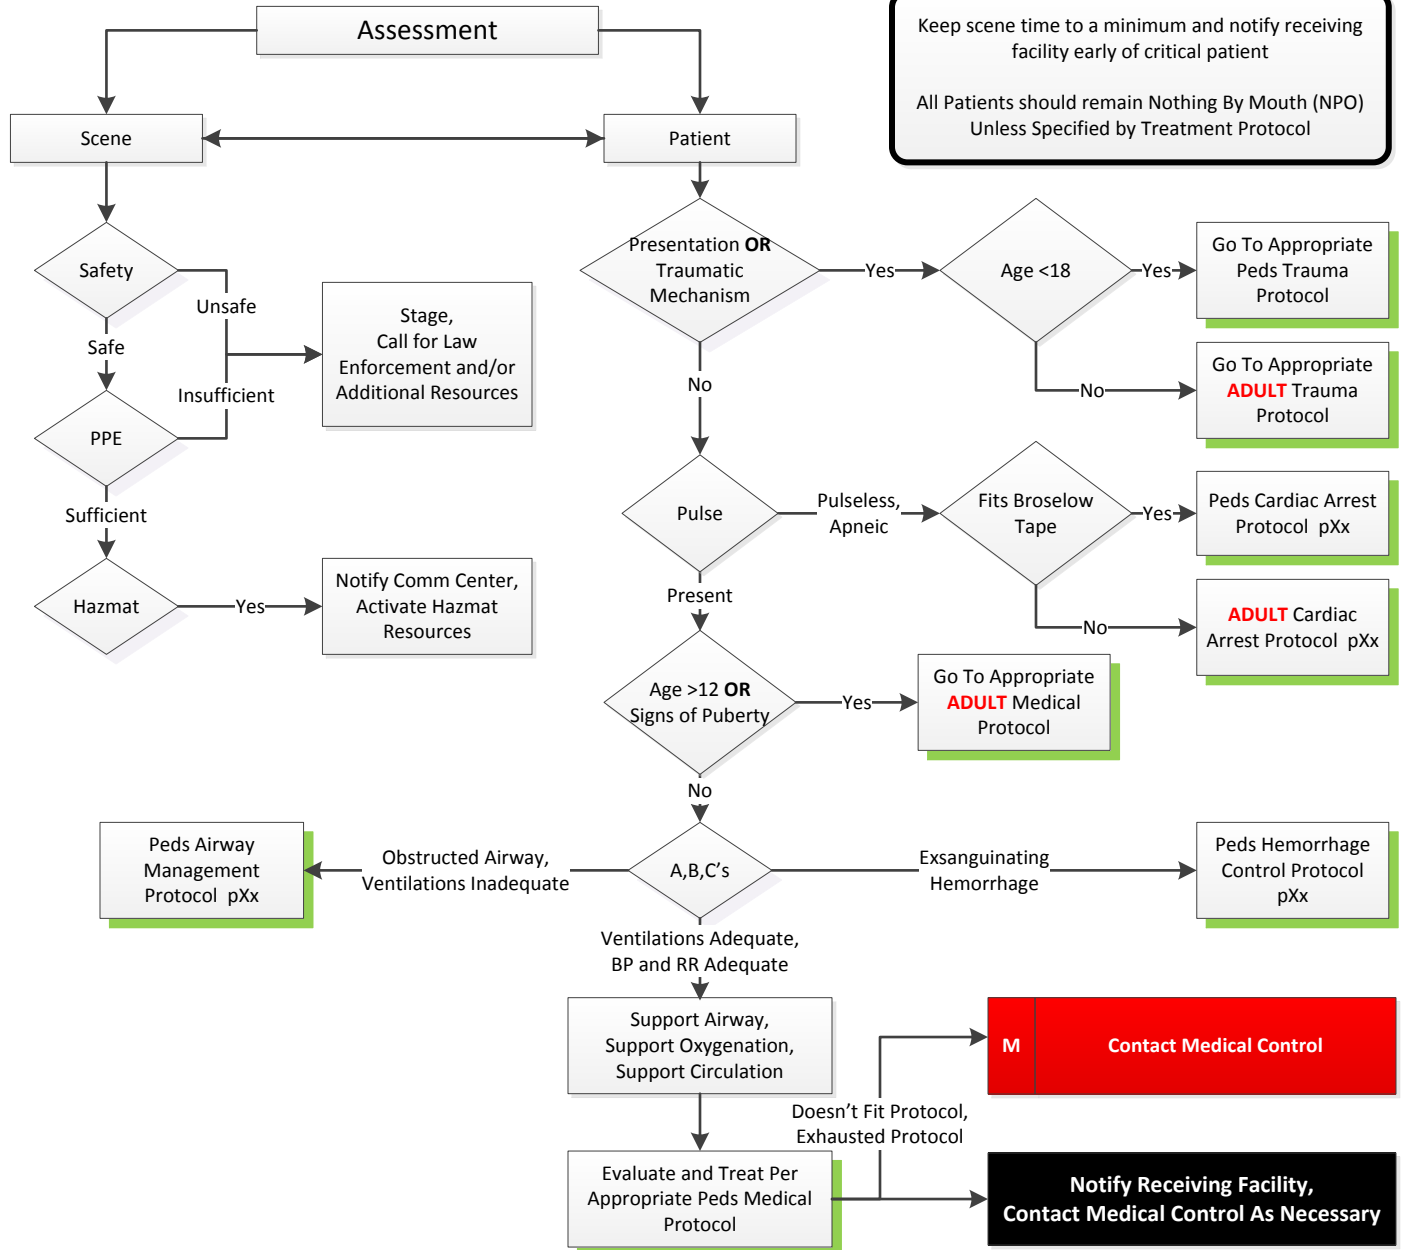 Assessment
Keep scene time to a minimum and notify receiving
facility early of critical patient
All Patients should remain Nothing By Mouth (NPO)
Unless Specified by Treatment Protocol
Scene
Patient
Safety
Unsafe
Safe
Stage,
Call for Law
Enforcement and/or
Additional Resources
Insufficient
PPE
Sufficient
Hazmat
Yes
Notify Comm Center,
Activate Hazmat
Resources
Presentation OR
Traumatic
Mechanism
Yes
Age <18
Yes
Go To Appropriate
Peds Trauma
Protocol
No
Go To Appropriate
ADULT Trauma
Protocol
No
Pulse
Pulseless,
Apneic
Fits Broselow
Tape
Yes
Peds Cardiac Arrest
Protocol pXx
No
ADULT Cardiac
Arrest Protocol pXx
Present
Age >12 OR
Signs of Puberty
Yes
Go To Appropriate
ADULT Medical
Protocol
No
A,B,C's
Obstructed Airway,
Ventilations Inadequate
Peds Airway
Management
Protocol pXx
Exsanguinating
Hemorrhage
Peds Hemorrhage
Control Protocol
pXx
Ventilations Adequate,
BP and RR Adequate
Support Airway,
Support Oxygenation,
Support Circulation
Evaluate and Treat Per
Appropriate Peds Medical
Protocol
Doesn't Fit Protocol,
Exhausted Protocol
M
Contact Medical Control
Notify Receiving Facility,
Contact Medical Control As Necessary